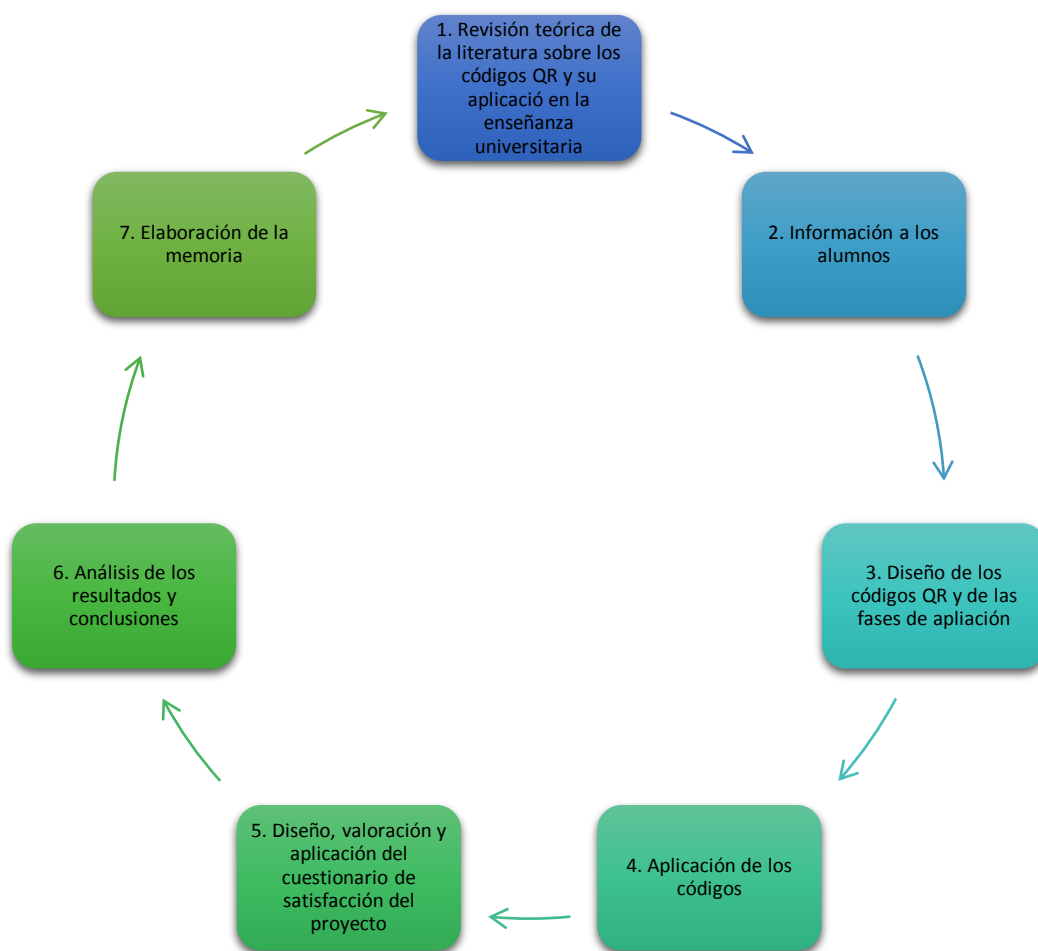 1. Revisión teórica de
la literatura sobre los
códigos QR y su
aplicació en la
enseñanza
universitaria
2. Información a los
alumnos
3. Diseño de los
códigos QR y de las
fases de apliación
4. Aplicación de los
códigos
5. Diseño, valoración y
aplicación del
cuestionario de
satisfacción del
proyecto
6. Análisis de los
resultados y
conclusiones
7. Elaboración de la
memoria